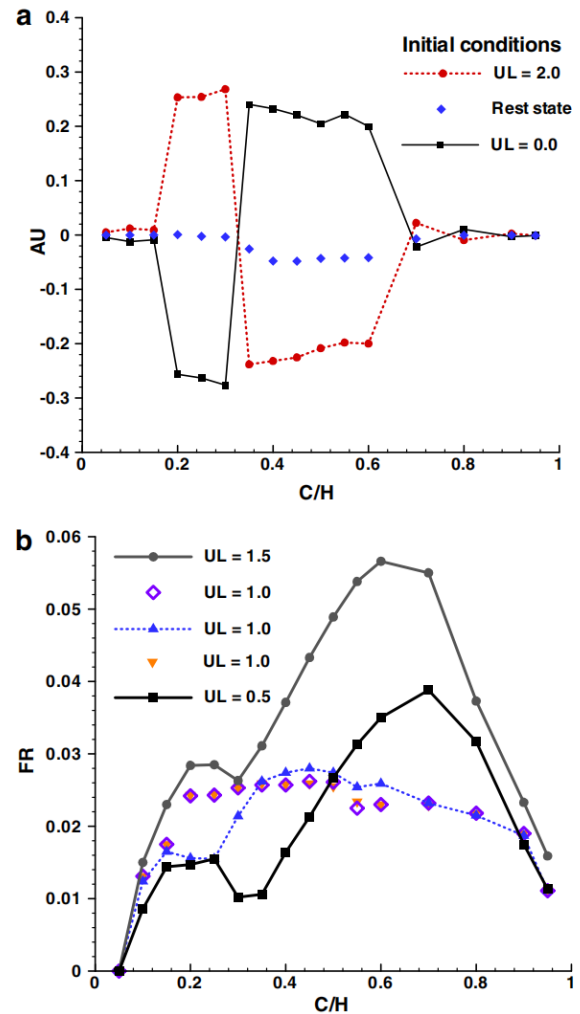 a
0.4
0.3
0.2
0.1
0
-0.1
-0.2
-0.3
-0.4
AU
Initial conditions
UL = 2.0
Rest state
UL = 0.0
0 0.2 0.4 0.6 0.8 1
C/H
b
0.06
0.05
0.04
0.03
0.02
0.01
0
FR
UL = 1.5
UL = 1.0
UL = 1.0
UL = 1.0
UL = 0.5
0 0.2 0.4 0.6 0.8 1
C/H